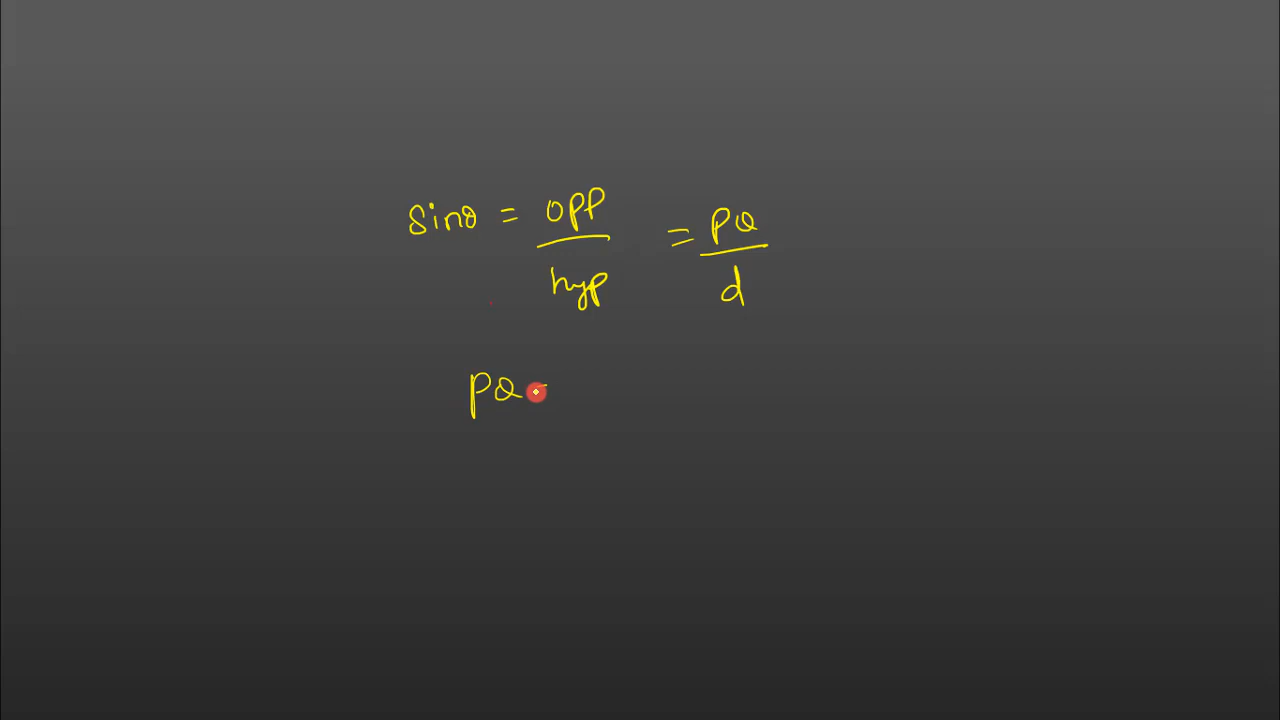 sinθ = opp/hyp = PQ/d
PQ =